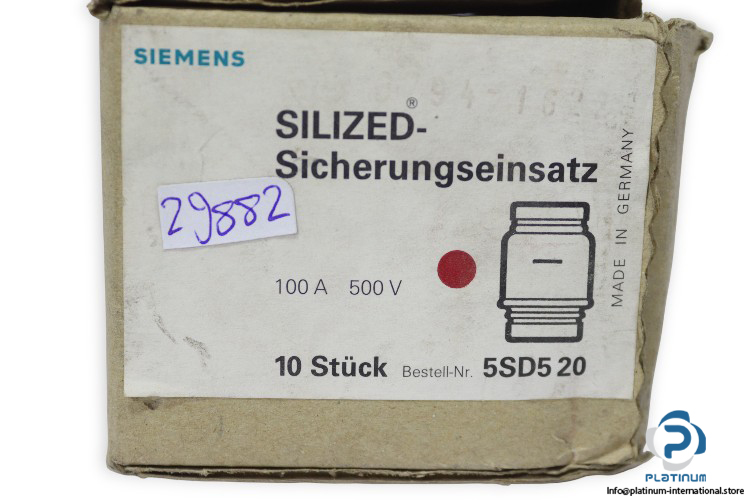 SIEMENS
SILIZED®-
Sicherungseinsatz
29882
100 A 500 V
MADE IN GERMANY
10 Stück Bestell-Nr. 5SD5 20
PLATINUM
info@platinum-international.store